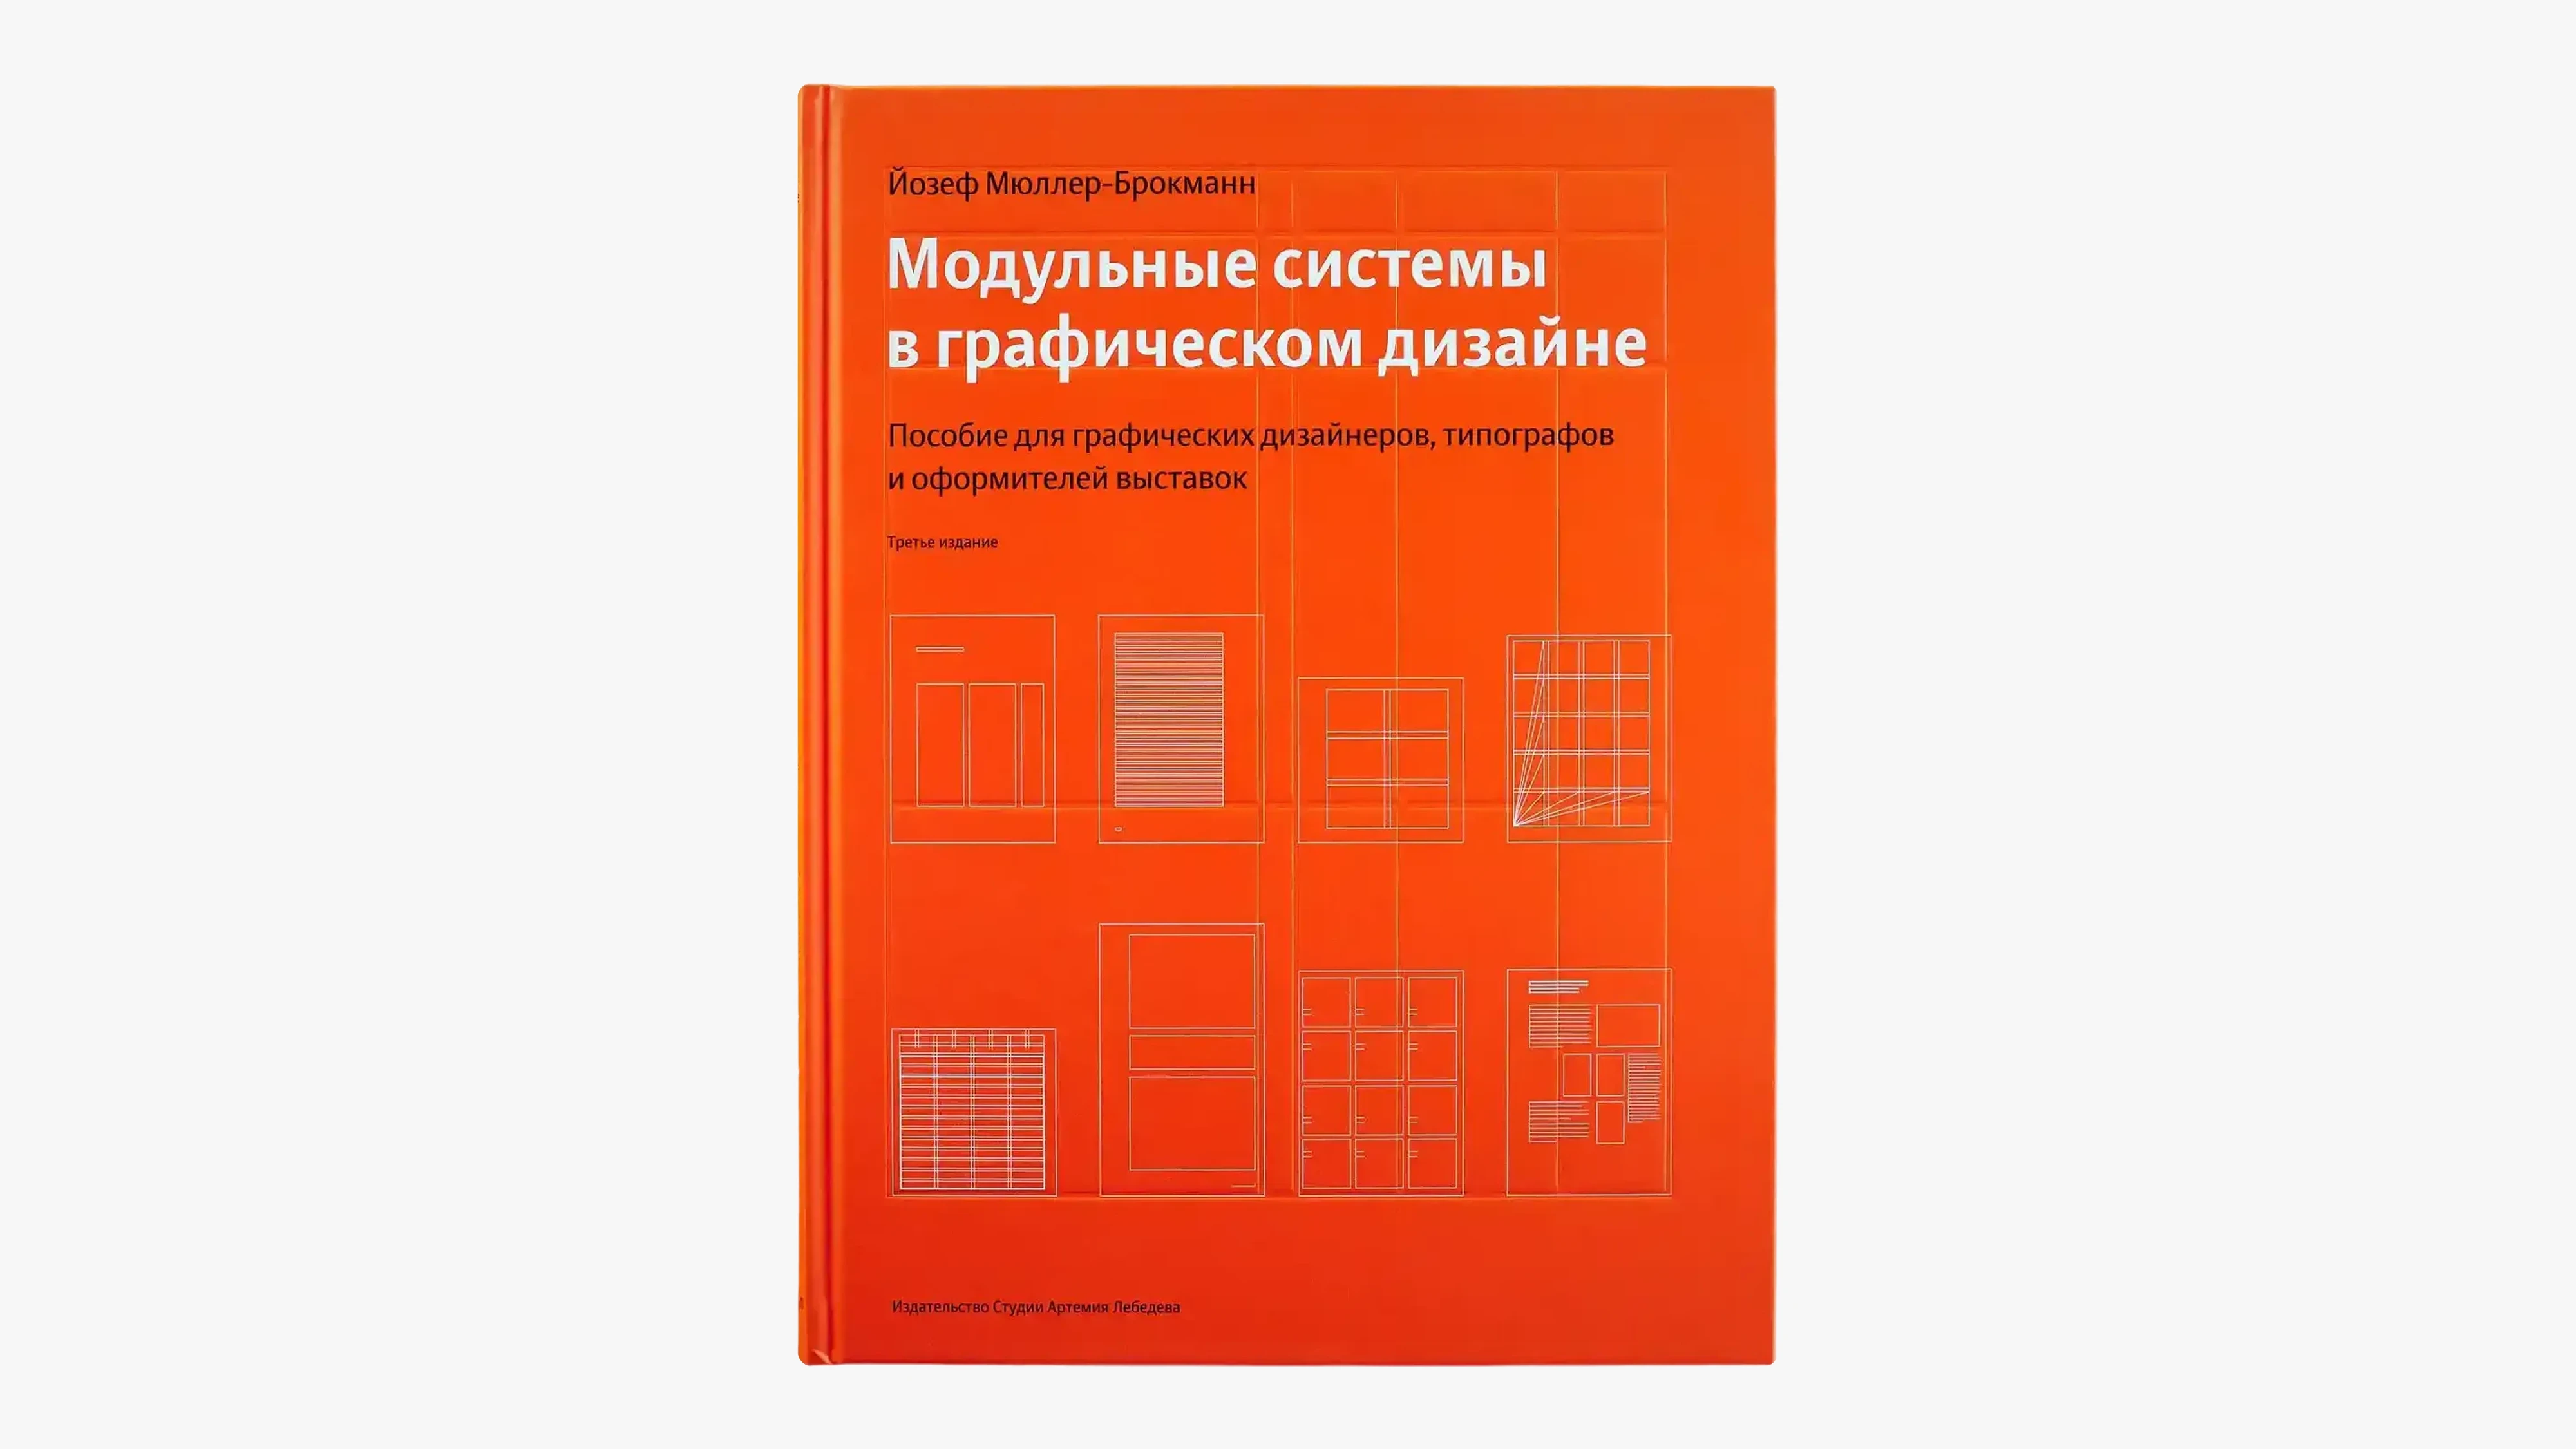 Йозеф Мюллер-Брокманн
Модульные системы
в графическом дизайне
Пособие для графических дизайнеров, типографов
и оформителей выставок
Третье издание
Издательство Студии Артемия Лебедева